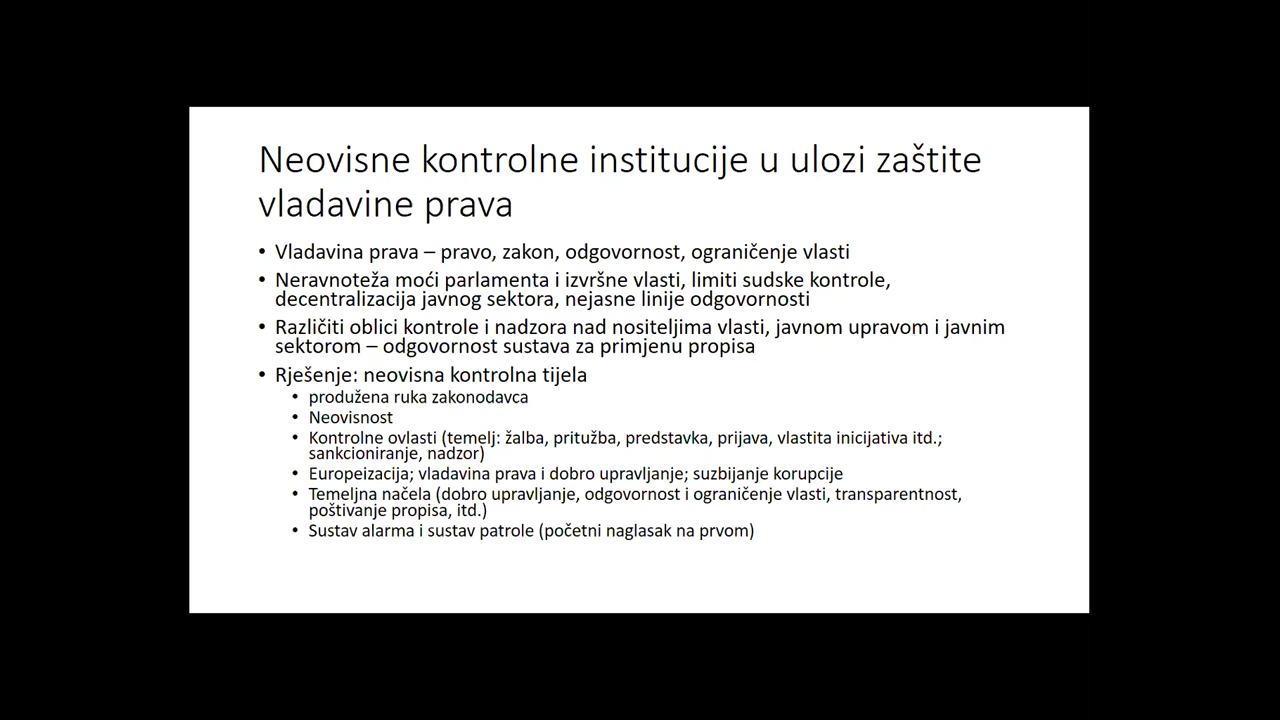 Neovisne kontrolne institucije u ulozi zaštite
vladavine prava
• Vladavina prava – pravo, zakon, odgovornost, ograničenje vlasti
• Neravnoteža moći parlamenta i izvršne vlasti, limiti sudske kontrole,
decentralizacija javnog sektora, nejasne linije odgovornosti
• Različiti oblici kontrole i nadzora nad nositeljima vlasti, javnom upravom i javnim
sektorom – odgovornost sustava za primjenu propisa
• Rješenje: neovisna kontrolna tijela
• produžena ruka zakonodavca
• Neovisnost
• Kontrolne ovlasti (temelj: žalba, pritužba, predstavka, prijava, vlastita inicijativa itd.;
sankcioniranje, nadzor)
• Europeizacija; vladavina prava i dobro upravljanje; suzbijanje korupcije
• Temeljna načela (dobro upravljanje, odgovornost i ograničenje vlasti, transparentnost,
poštivanje propisa, itd.)
• Sustav alarma i sustav patrole (početni naglasak na prvom)